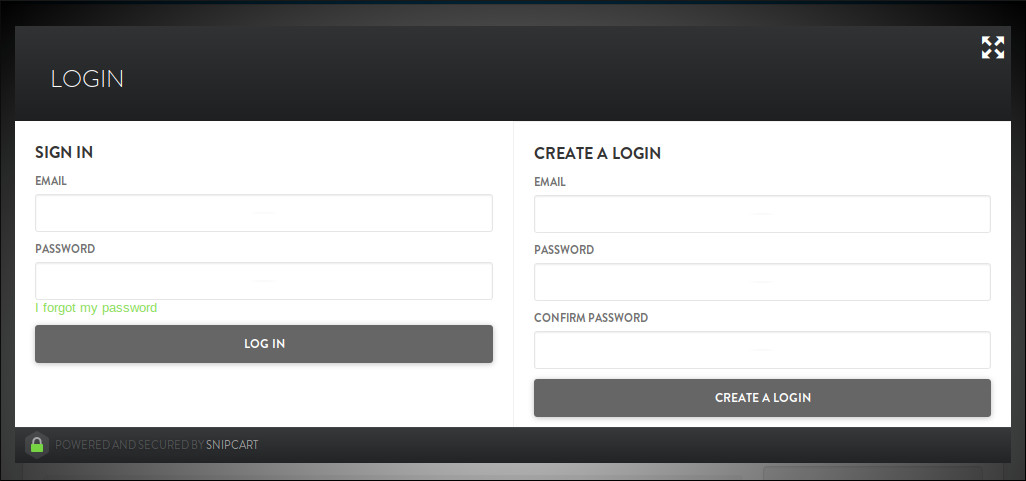 LOGIN
SIGN IN
EMAIL
PASSWORD
I forgot my password
LOG IN
CREATE A LOGIN
EMAIL
PASSWORD
CONFIRM PASSWORD
CREATE A LOGIN
POWERED AND SECURED BY SNIPCART